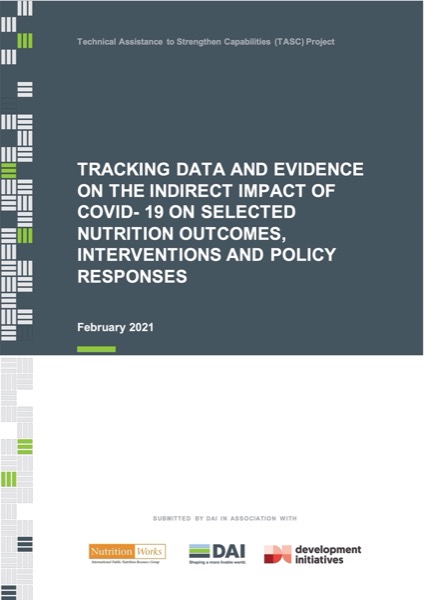 Technical Assistance to Strengthen Capabilities (TASC) Project
TRACKING DATA AND EVIDENCE
ON THE INDIRECT IMPACT OF
COVID- 19 ON SELECTED
NUTRITION OUTCOMES,
INTERVENTIONS AND POLICY
RESPONSES
February 2021
SUBMITTED BY DAI IN ASSOCIATION WITH
Nutrition Works
International Public Nutrition Resource Group
DAI
Shaping a more livable world.
development
initiatives